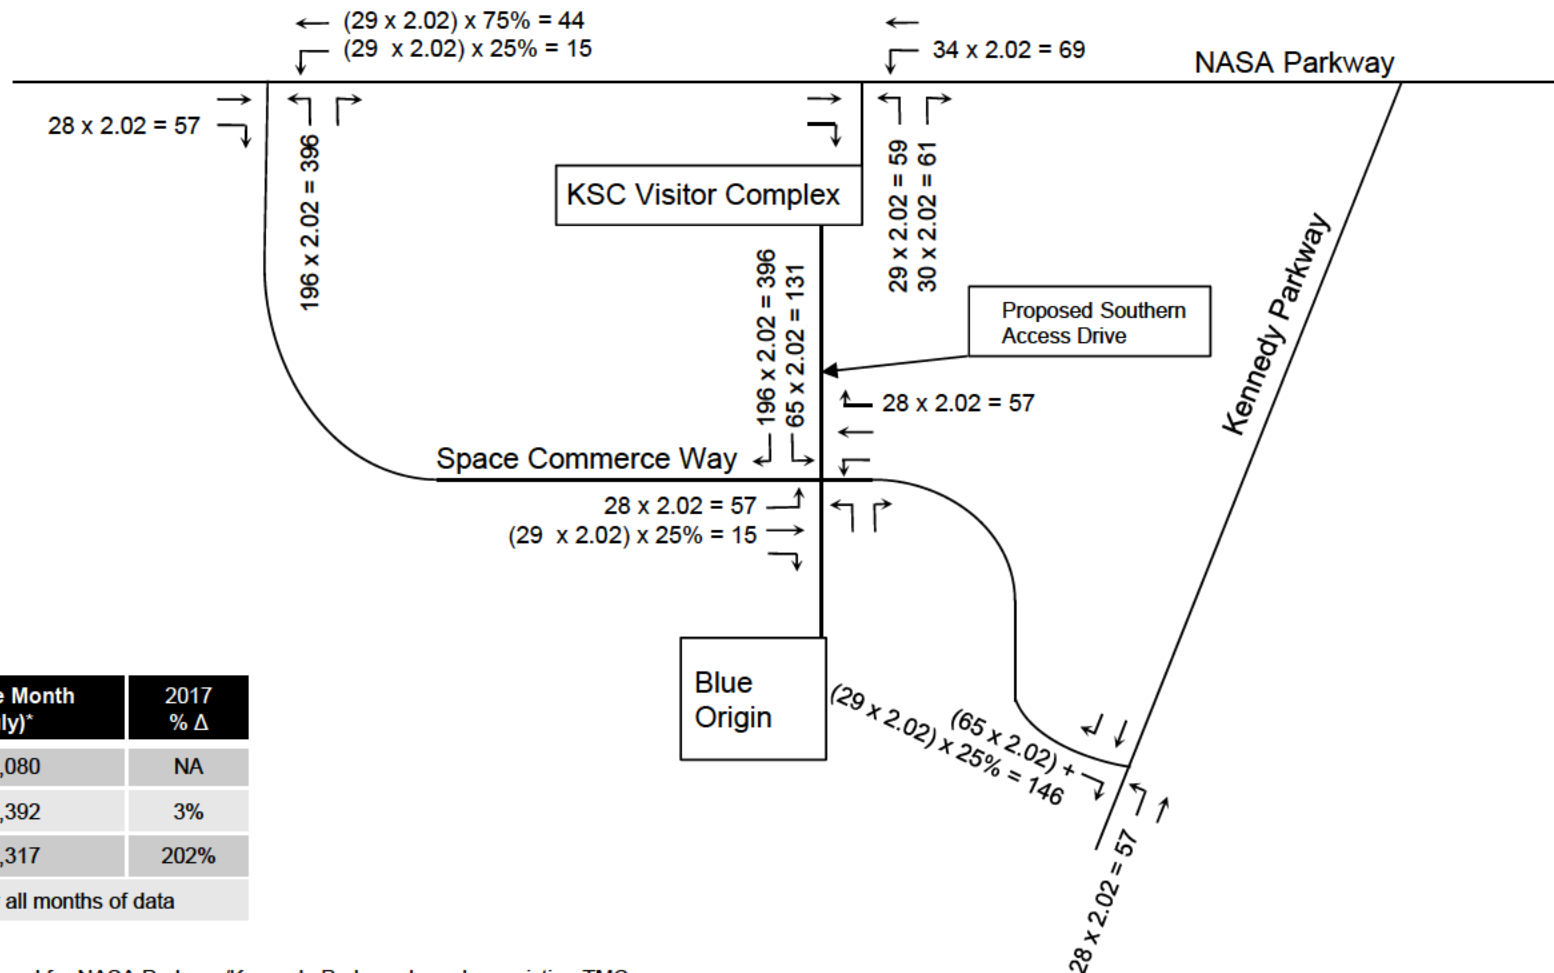 (29 x 2.02) x 75% = 44
(29 x 2.02) x 25% = 15
34 x 2.02 = 69
NASA Parkway
28 x 2.02 = 57
196 x 2.02 = 396
KSC Visitor Complex
29 x 2.02 = 59
30 x 2.02 = 61
Kennedy Parkway
196 x 2.02 = 396
65 x 2.02 = 131
Proposed Southern
Access Drive
28 x 2.02 = 57
Space Commerce Way
28 x 2.02 = 57
(29 x 2.02) x 25% = 15
Blue
Origin
(65 x 2.02) +
(29 x 2.02) x 25% = 146
28 x 2.02 = 57
Month 2017
ly)* % Δ
,080 NA
,392 3%
,317 202%
all months of data